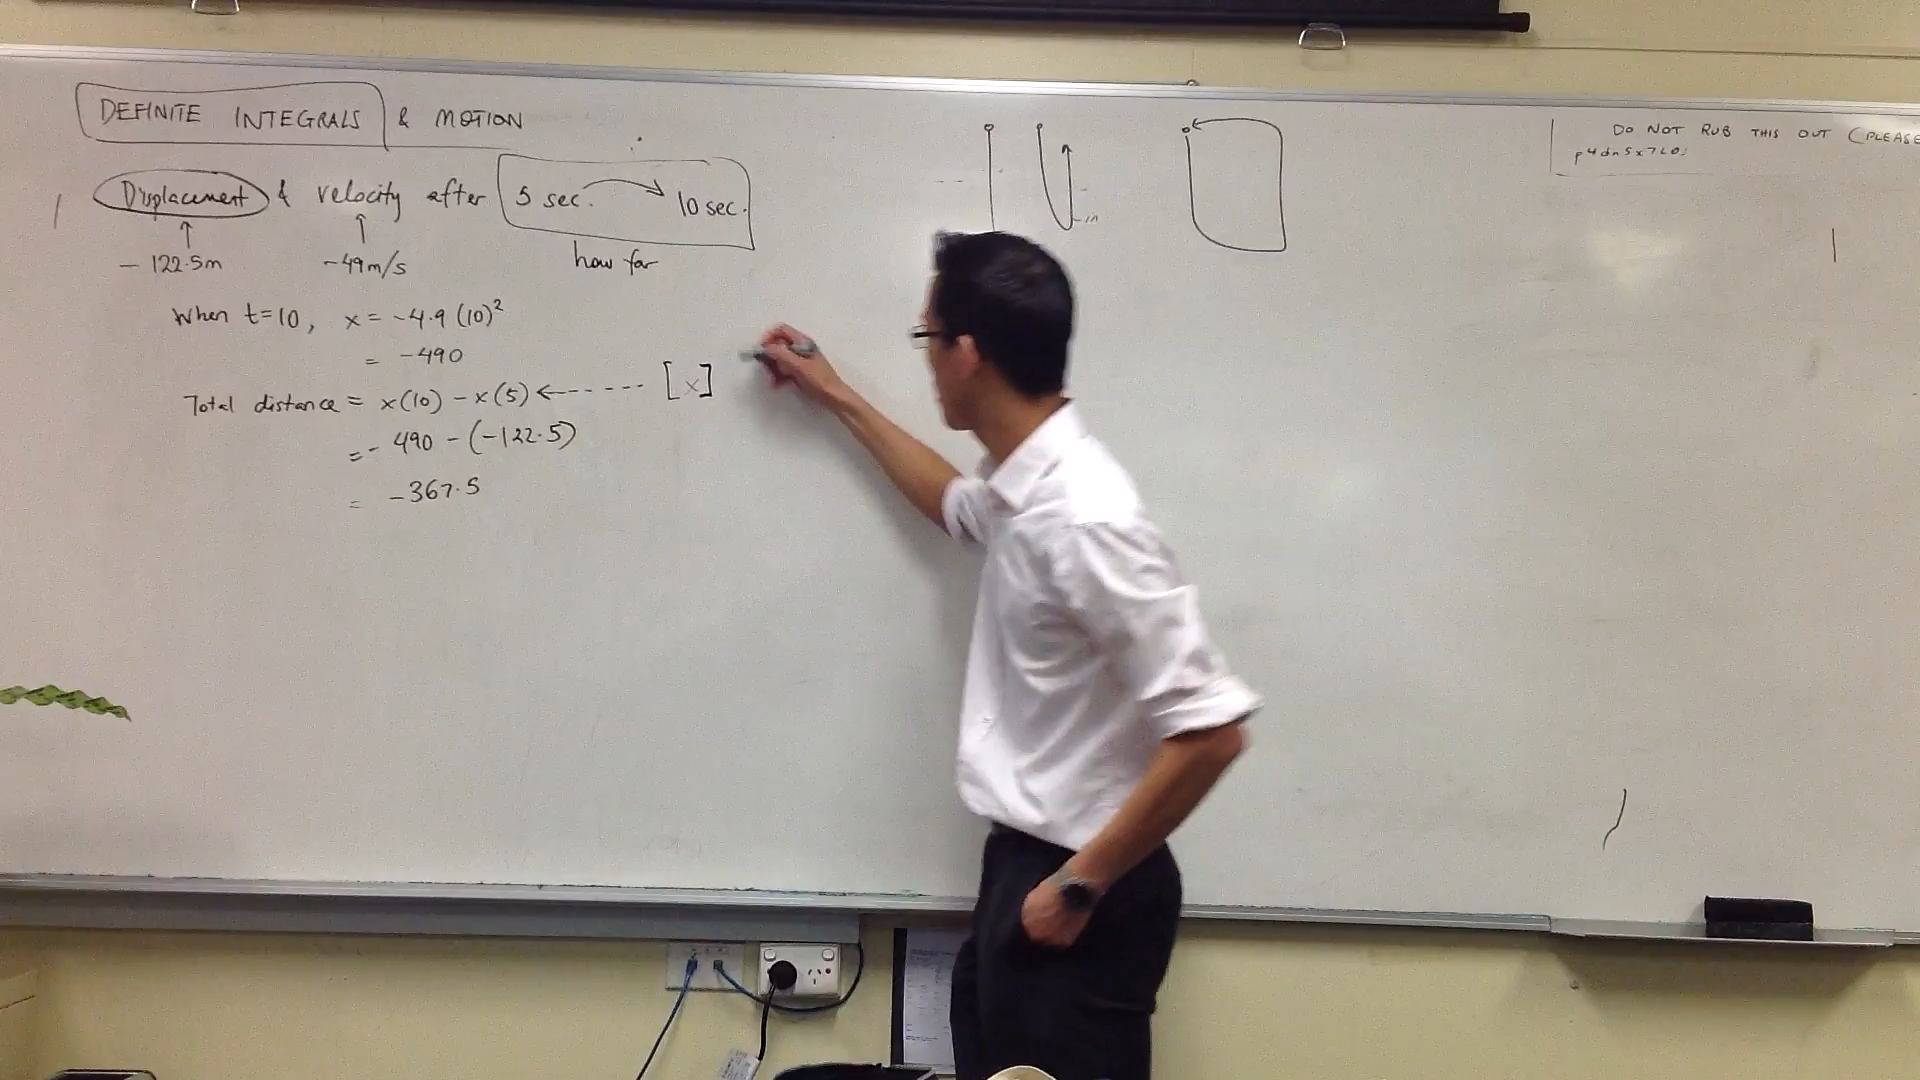 DEFINITE INTEGRALS & MOTION
Displacement & velocity after 5 sec. 10 sec.
- 122.5m -49m/s how far
When t=10, x = -4.9 (10)²
= -490
Total distance = x(10) - x(5) [x]
= - 490 - (-122.5)
= -367.5
DO NOT RUB THIS OUT (PLEASE